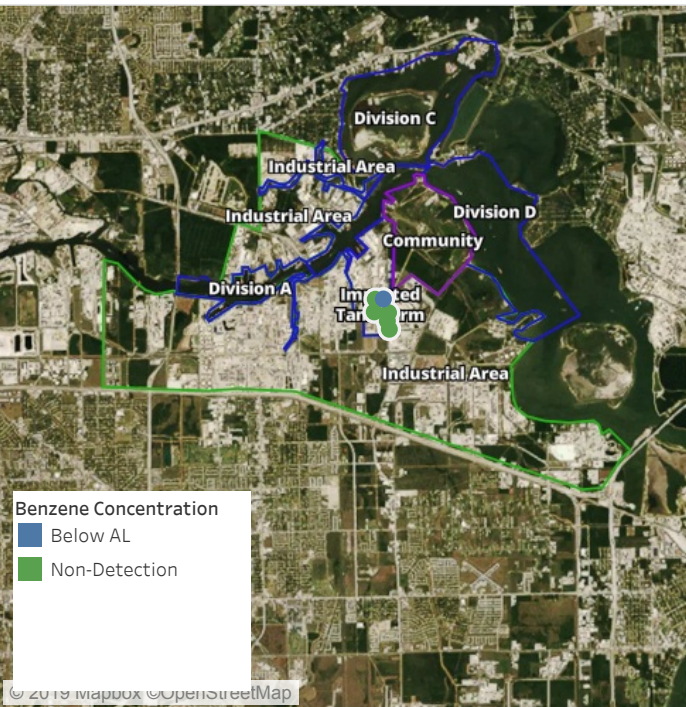 Division C
Industrial Area
Industrial Area
Division D
Community
Division A
Industrial Area
Benzene Concentration
Below AL
Non-Detection
© 2019 Mapbox ©OpenStreetMap